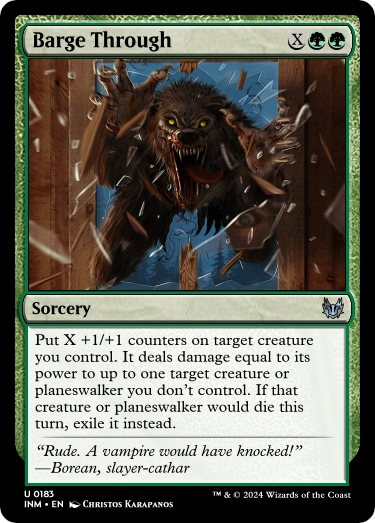 Barge Through X
Sorcery
Put X +1/+1 counters on target creature
you control. It deals damage equal to its
power to up to one target creature or
planeswalker you don't control. If that
creature or planeswalker would die this
turn, exile it instead.
"Rude. A vampire would have knocked!"
—Borean, slayer-cathar
U 0183
INM • EN Christos Karapanos
™ & © 2024 Wizards of the Coast